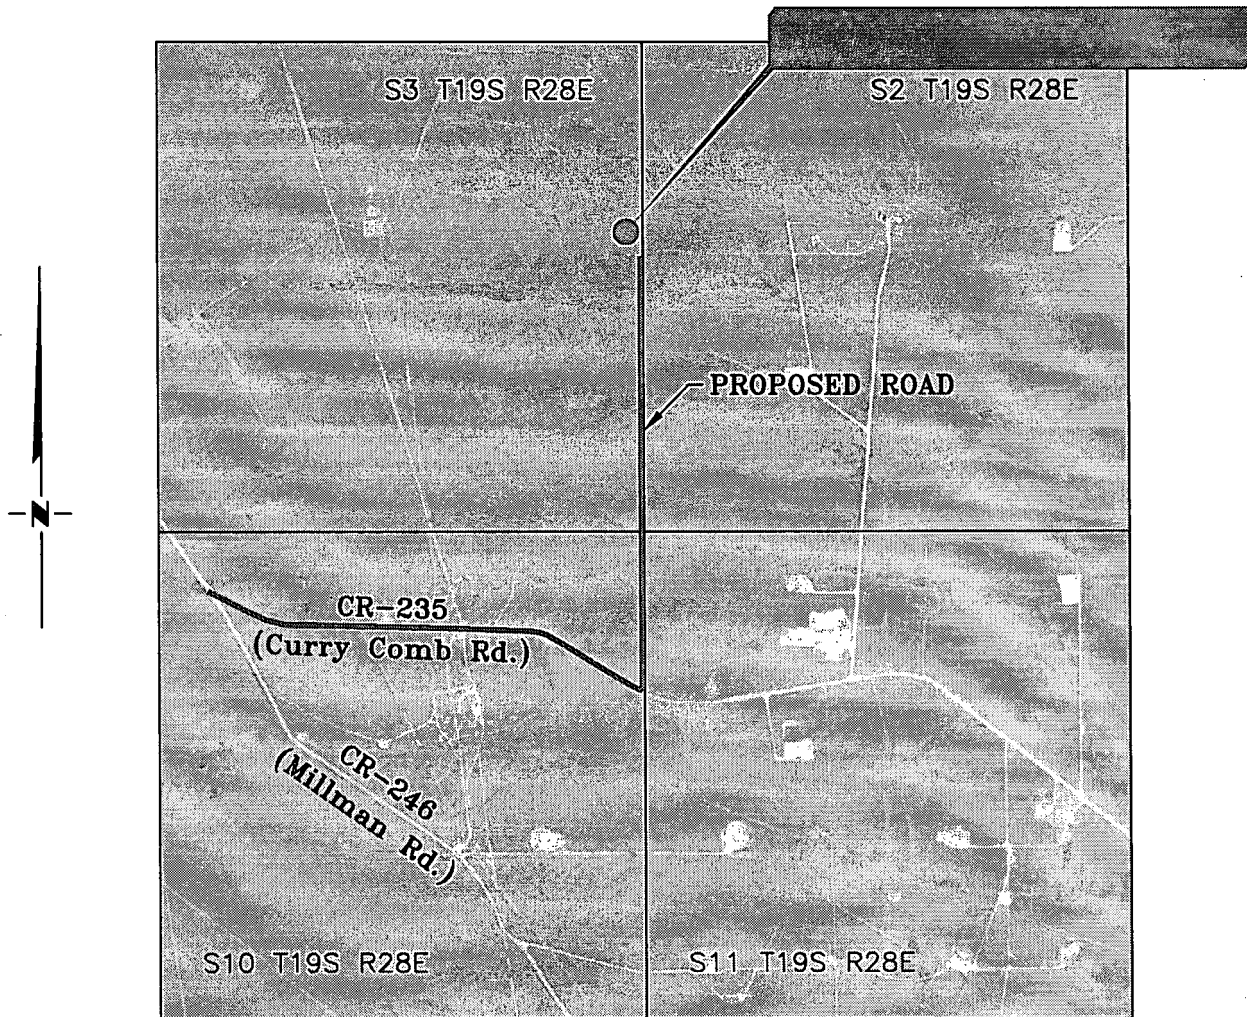 S3 T19S R28E
S2 T19S R28E
PROPOSED ROAD
N
CR-235
(Curry Comb Rd.)
CR-246
(Millman Rd.)
S10 T19S R28E
S11 T19S R28E